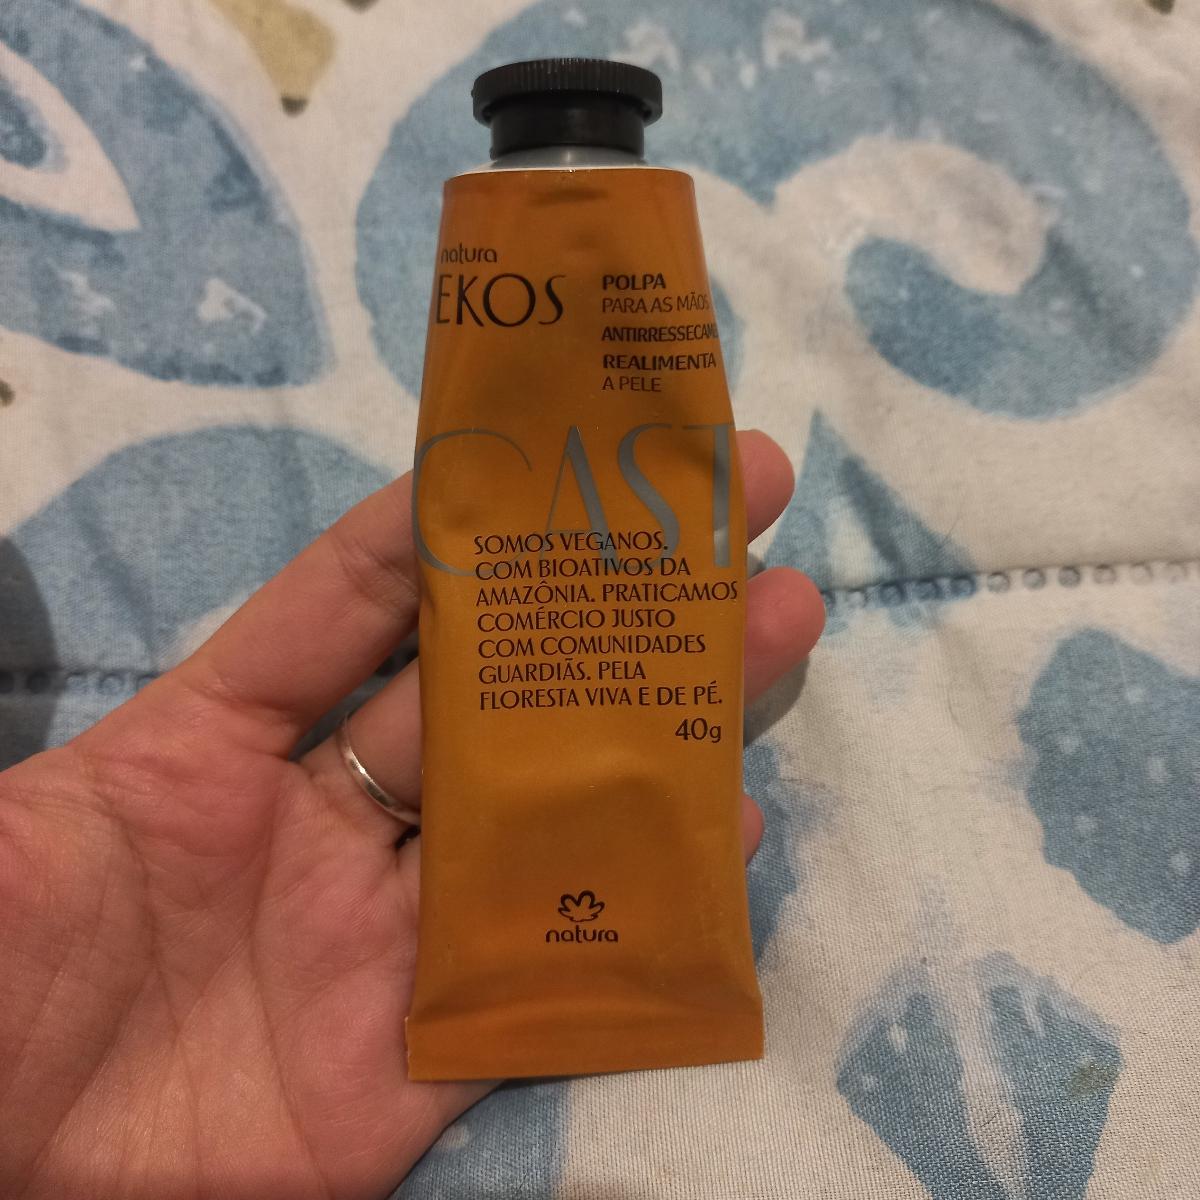 natura
EKOS
POLPA
PARA AS MÃOS
ANTIRRESSECAM
REALIMENTA
A PELE
CAST
SOMOS VEGANOS.
COM BIOATIVOS DA
AMAZÔNIA. PRATICAMOS
COMÉRCIO JUSTO
COM COMUNIDADES
GUARDIÃS. PELA
FLORESTA VIVA E DE PÉ.
40g
natura